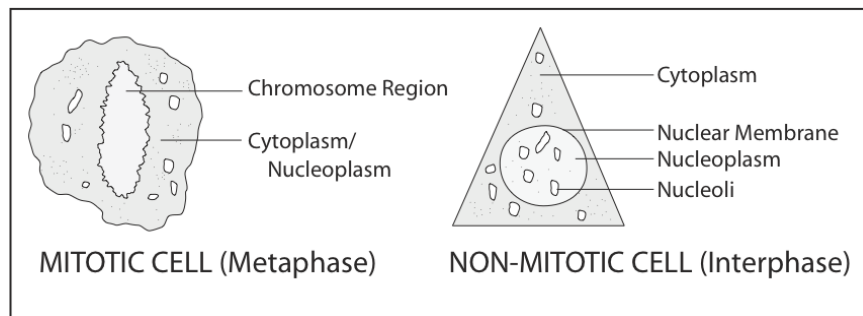 Chromosome Region
Cytoplasm/
Nucleoplasm
MITOTIC CELL (Metaphase)
Cytoplasm
Nuclear Membrane
Nucleoplasm
Nucleoli
NON-MITOTIC CELL (Interphase)